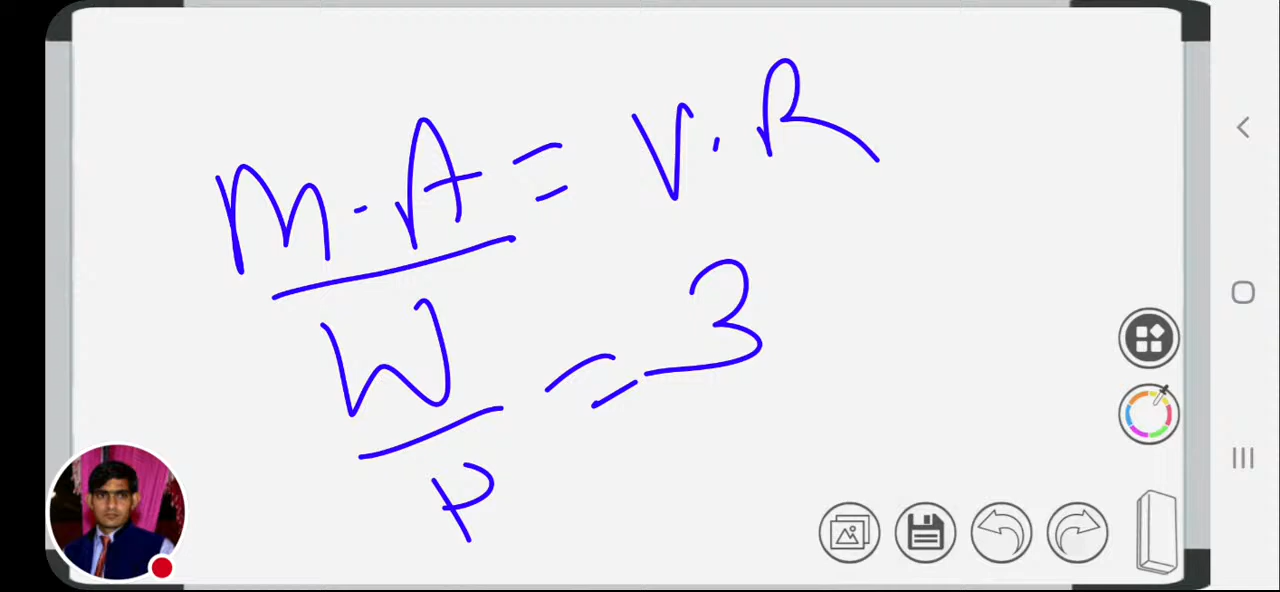 M.A = V.R
W/P = 3